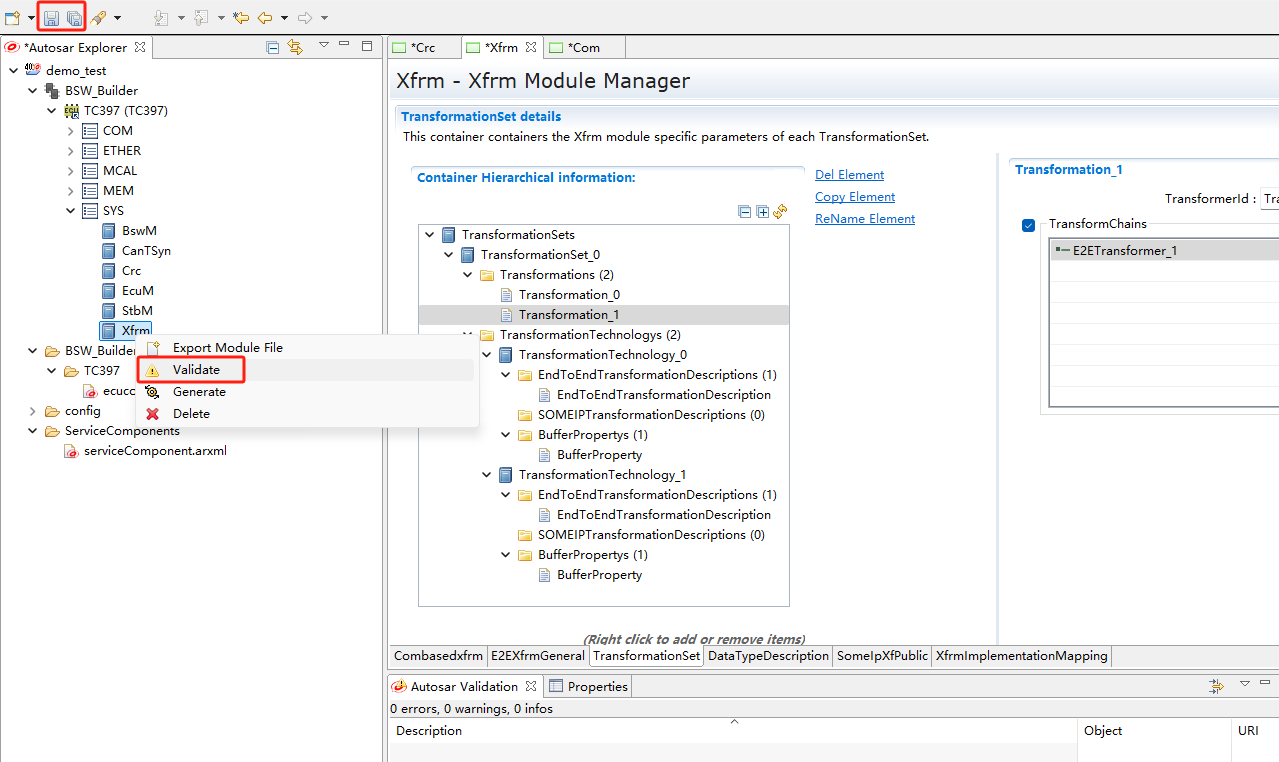 *Autosar Explorer
demo_test
BSW_Builder
TC397 (TC397)
COM
ETHER
MCAL
MEM
SYS
BswM
CanTSyn
Crc
EcuM
StbM
Xfrm
BSW_Builder
TC397
ecucc
config
ServiceComponents
serviceComponent.arxml
Export Module File
Validate
Generate
Delete
*Crc
*Xfrm
*Com
Xfrm - Xfrm Module Manager
TransformationSet details
This container containers the Xfrm module specific parameters of each TransformationSet.
Container Hierarchical information:
Del Element
Copy Element
ReName Element
TransformationSets
TransformationSet_0
Transformations (2)
Transformation_0
Transformation_1
TransformationTechnologys (2)
TransformationTechnology_0
EndToEndTransformationDescriptions (1)
EndToEndTransformationDescription
SOMEIPTransformationDescriptions (0)
BufferPropertys (1)
BufferProperty
TransformationTechnology_1
EndToEndTransformationDescriptions (1)
EndToEndTransformationDescription
SOMEIPTransformationDescriptions (0)
BufferPropertys (1)
BufferProperty
(Right click to add or remove items)
Transformation_1
TransformerId : Tra
TransformChains
E2ETransformer_1
Combasedxfrm E2EXfrmGeneral TransformationSet DataTypeDescription SomeIpXfPublic XfrmImplementationMapping
Autosar Validation Properties
0 errors, 0 warnings, 0 infos
Description Object URI